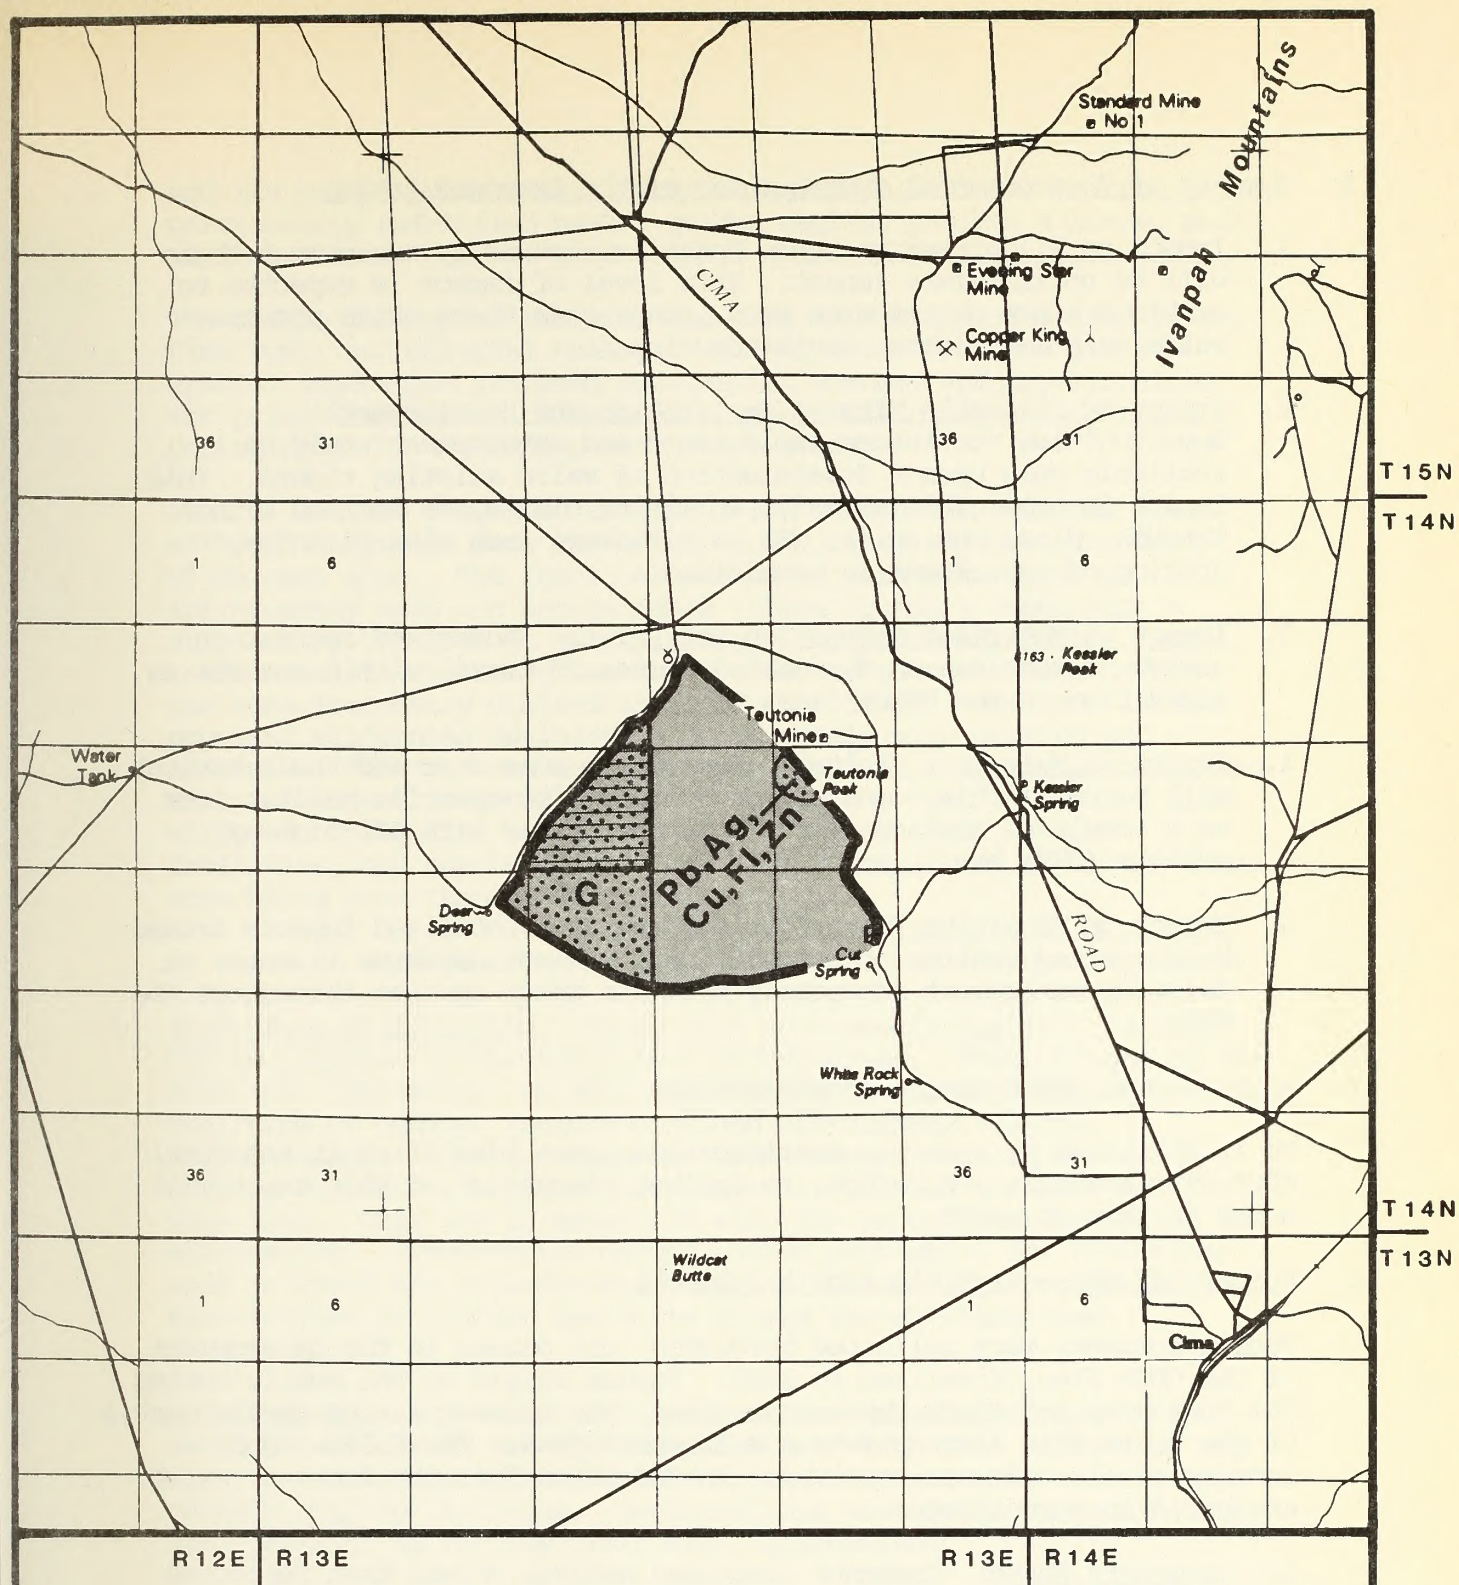 Standard Mine
No 1
Mountains
Ivanpah
CIMA
Evening Star
Mine
Copper King
Mine
36
31
36
31
T15N
T14N
1
6
1
6
6163
Kessler
Peak
Teutonia
Mine
Water
Tank
Teutonia
Peak
Kessler
Spring
Pb,Ag,
Cu,Fl,Zn
G
Deer
Spring
ROAD
Cut
Spring
White Rock
Spring
36
31
36
31
T14N
T13N
Wildcat
Butte
1
6
1
6
Cima
R12E
R13E
R13E
R14E